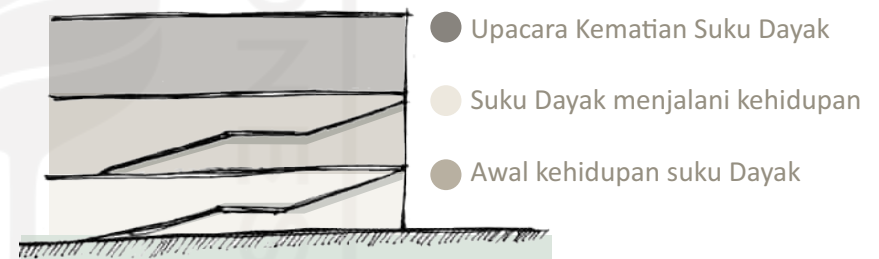 Upacara Kematian Suku Dayak
Suku Dayak menjalani kehidupan
Awal kehidupan suku Dayak